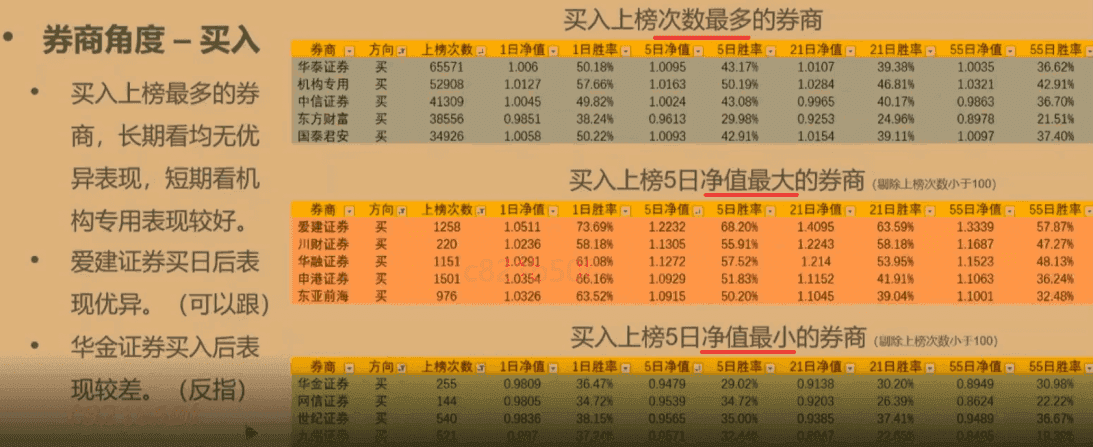 券商角度 – 买入
买入上榜最多的券
商，长期看均无优
异表现，短期看机
构专用表现较好。
爱建证券买日后表
现优异。（可以跟）
华金证券买入后表
现较差。（反指）
买入上榜次数最多的券商
券商 方向 上榜次数 1日净值 1日胜率 5日净值 5日胜率 21日净值 21日胜率 55日净值 55日胜率
华泰证券 买 65571 1.006 50.18% 1.0095 43.17% 1.0107 39.38% 1.0035 36.62%
机构专用 买 52908 1.0127 57.66% 1.0163 50.19% 1.0284 46.81% 1.0321 42.91%
中信证券 买 41309 1.0045 49.82% 1.0024 43.08% 0.9965 40.17% 0.9863 36.70%
东方财富 买 38556 0.9851 38.24% 0.9613 29.98% 0.9253 24.96% 0.8978 21.51%
国泰君安 买 34926 1.0058 50.22% 1.0093 42.91% 1.0154 39.11% 1.0097 37.40%
买入上榜5日净值最大的券商 (剔除上榜次数小于100)
券商 方向 上榜次数 1日净值 1日胜率 5日净值 5日胜率 21日净值 21日胜率 55日净值 55日胜率
爱建证券 买 1258 1.0511 73.69% 1.2232 68.20% 1.4095 63.59% 1.3339 57.87%
川财证券 买 220 1.0236 58.18% 1.1305 55.91% 1.2243 58.18% 1.1687 47.27%
华融证券 买 1151 1.0291 61.08% 1.1272 57.52% 1.214 53.95% 1.1523 48.13%
申港证券 买 1501 1.0354 66.16% 1.0929 51.83% 1.1152 41.91% 1.1063 36.24%
东亚前海 买 976 1.0326 63.52% 1.0915 50.20% 1.1045 39.04% 1.1001 32.48%
买入上榜5日净值最小的券商 (剔除上榜次数小于100)
券商 方向 上榜次数 1日净值 1日胜率 5日净值 5日胜率 21日净值 21日胜率 55日净值 55日胜率
华金证券 买 255 0.9809 36.47% 0.9479 29.02% 0.9138 30.20% 0.8949 30.98%
网信证券 买 144 0.9805 34.72% 0.9539 34.72% 0.9203 26.39% 0.8624 22.22%
世纪证券 买 540 0.9836 38.15% 0.9565 35.00% 0.9385 37.41% 0.9489 36.67%